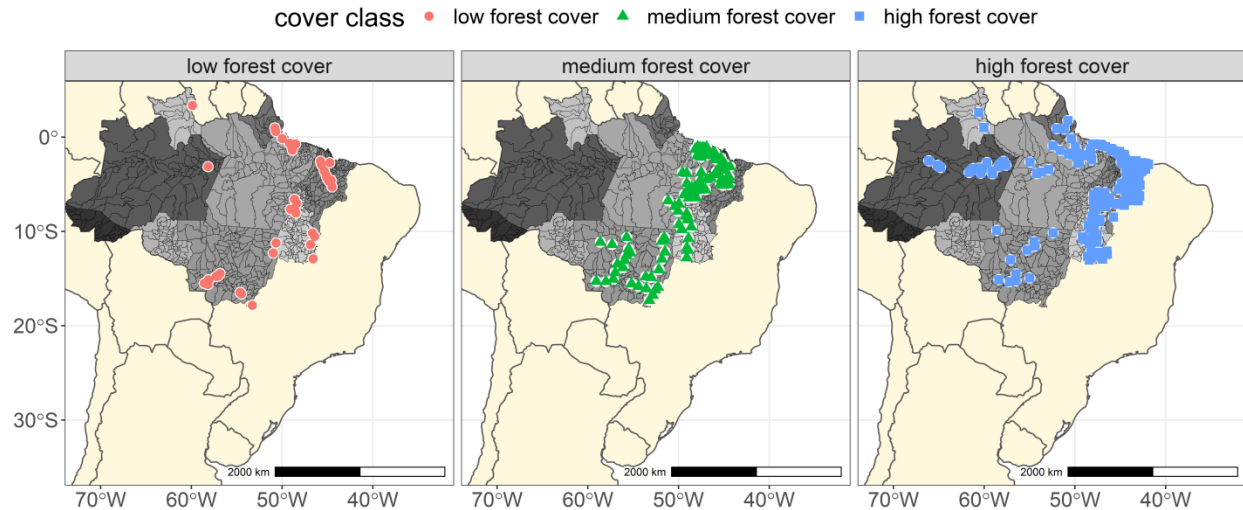 cover class low forest cover medium forest cover high forest cover
low forest cover medium forest cover high forest cover
0°
10°S
20°S
30°S
2000 km 2000 km 2000 km
70°W 60°W 50°W 40°W 70°W 60°W 50°W 40°W 70°W 60°W 50°W 40°W